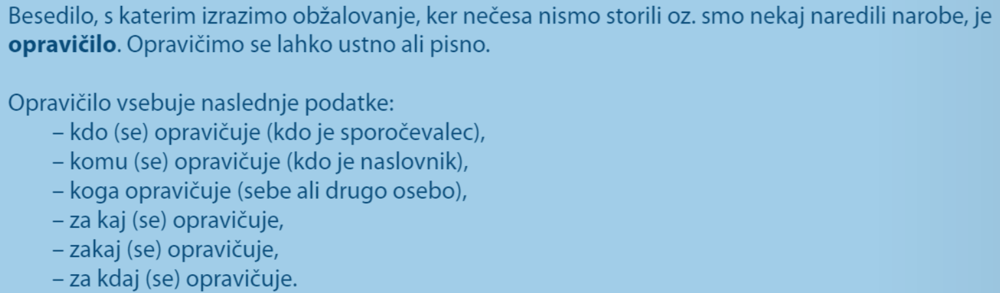 Besedilo, s katerim izrazimo obžalovanje, ker nečesa nismo storili oz. smo nekaj naredili narobe, je
opravičilo. Opravičimo se lahko ustno ali pisno.
Opravičilo vsebuje naslednje podatke:
– kdo (se) opravičuje (kdo je sporočevalec),
– komu (se) opravičuje (kdo je naslovnik),
– koga opravičuje (sebe ali drugo osebo),
– za kaj (se) opravičuje,
– zakaj (se) opravičuje,
– za kdaj (se) opravičuje.